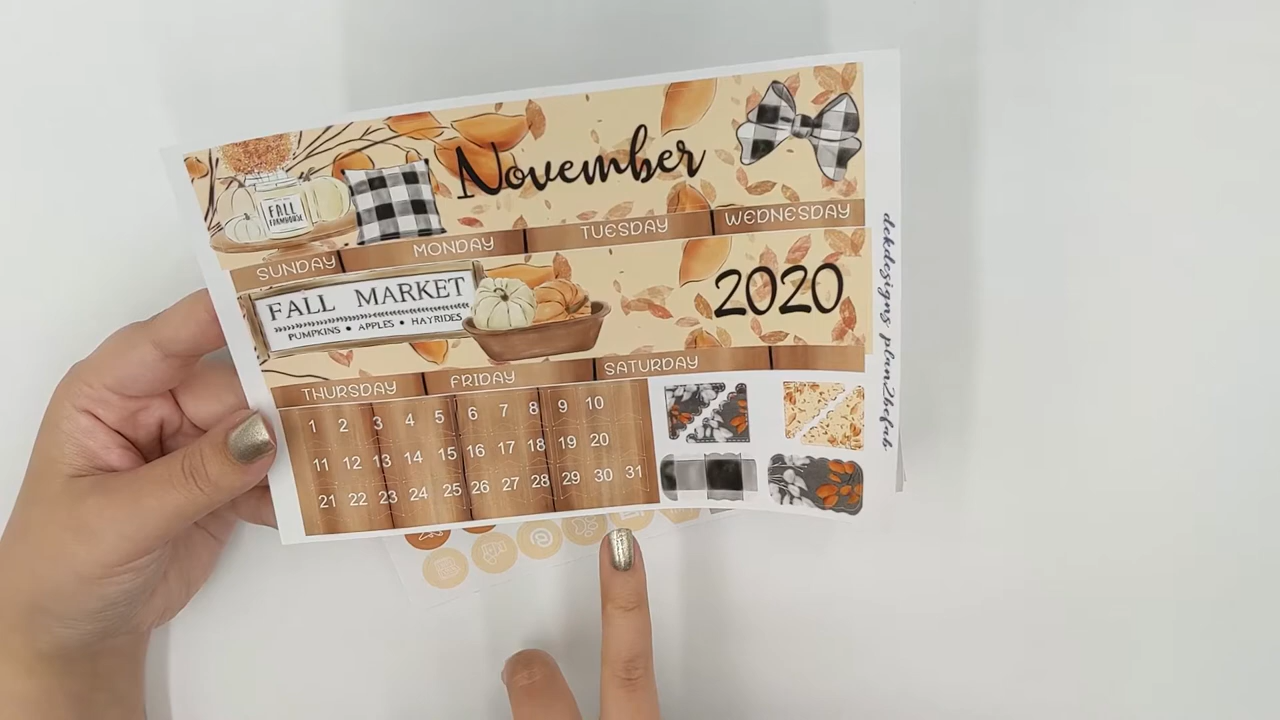 November
FALL
FARMHOUSE
SUNDAY MONDAY TUESDAY WEDNESDAY
FALL MARKET
PUMPKINS • APPLES • HAYRIDES
2020
THURSDAY FRIDAY SATURDAY
1 2 3 4 5 6 7 8 9 10
11 12 13 14 15 16 17 18 19 20
21 22 23 24 25 26 27 28 29 30 31
dekdesigns plan2befab